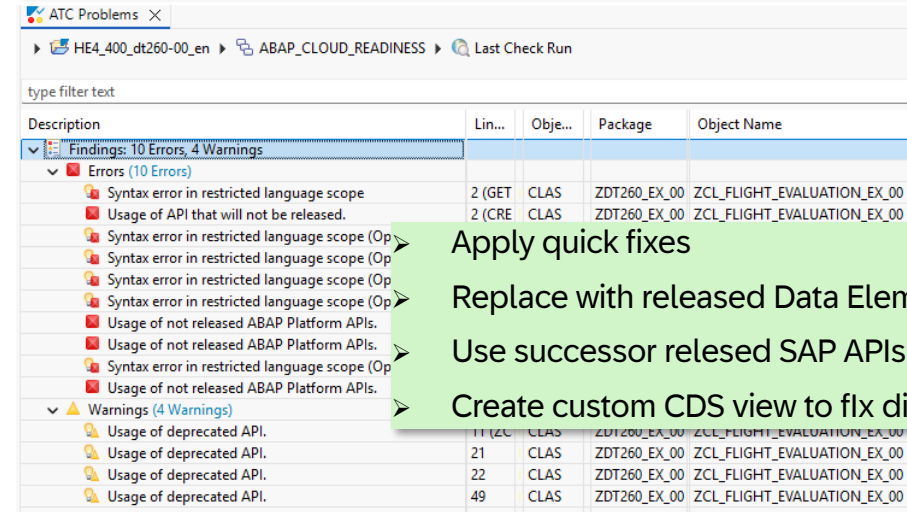 ATC Problems
HE4_400_dt260-00_en ABAP_CLOUD_READINESS Last Check Run
type filter text
Description Lin... Obje... Package Object Name
Findings: 10 Errors, 4 Warnings
Errors (10 Errors)
Syntax error in restricted language scope 2 (GET CLAS ZDT260_EX_00 ZCL_FLIGHT_EVALUATION_EX_00
Usage of API that will not be released. 2 (CRE CLAS ZDT260_EX_00 ZCL_FLIGHT_EVALUATION_EX_00
Syntax error in restricted language scope (Op
Apply quick fixes
Syntax error in restricted language scope (Op
Syntax error in restricted language scope (Op
Syntax error in restricted language scope (Op
Replace with released Data Elem
Usage of not released ABAP Platform APIs.
Usage of not released ABAP Platform APIs.
Use successor relesed SAP APIs
Syntax error in restricted language scope (Op
Usage of not released ABAP Platform APIs.
Warnings (4 Warnings)
Create custom CDS view to fIx di
Usage of deprecated API. 11 (ZC CLAS ZDT260_EX_00 ZCL_FLIGHT_EVALUATION_EX_00
Usage of deprecated API. 21 CLAS ZDT260_EX_00 ZCL_FLIGHT_EVALUATION_EX_00
Usage of deprecated API. 22 CLAS ZDT260_EX_00 ZCL_FLIGHT_EVALUATION_EX_00
Usage of deprecated API. 49 CLAS ZDT260_EX_00 ZCL_FLIGHT_EVALUATION_EX_00